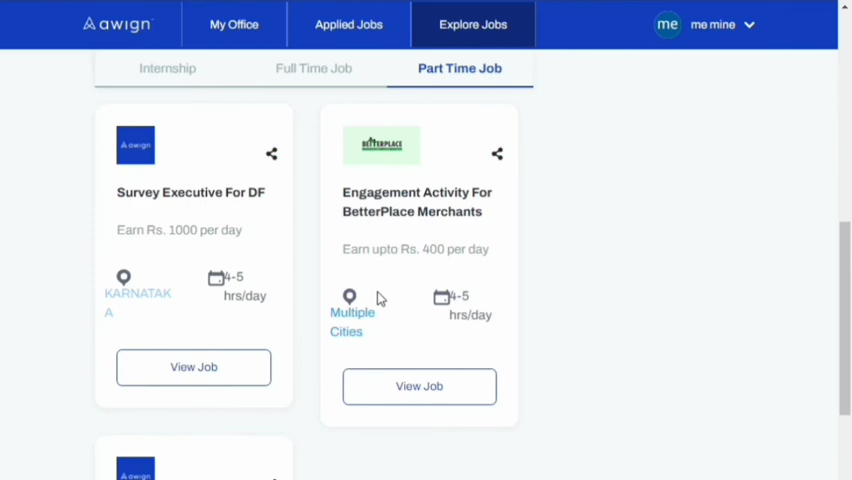 awign
My Office
Applied Jobs
Explore Jobs
me
me mine
Internship
Full Time Job
Part Time Job
awign
Survey Executive For DF
Earn Rs. 1000 per day
KARNATAK
A
4-5
hrs/day
View Job
BETTERPLACE
Engagement Activity For
BetterPlace Merchants
Earn upto Rs. 400 per day
Multiple
Cities
4-5
hrs/day
View Job
awign